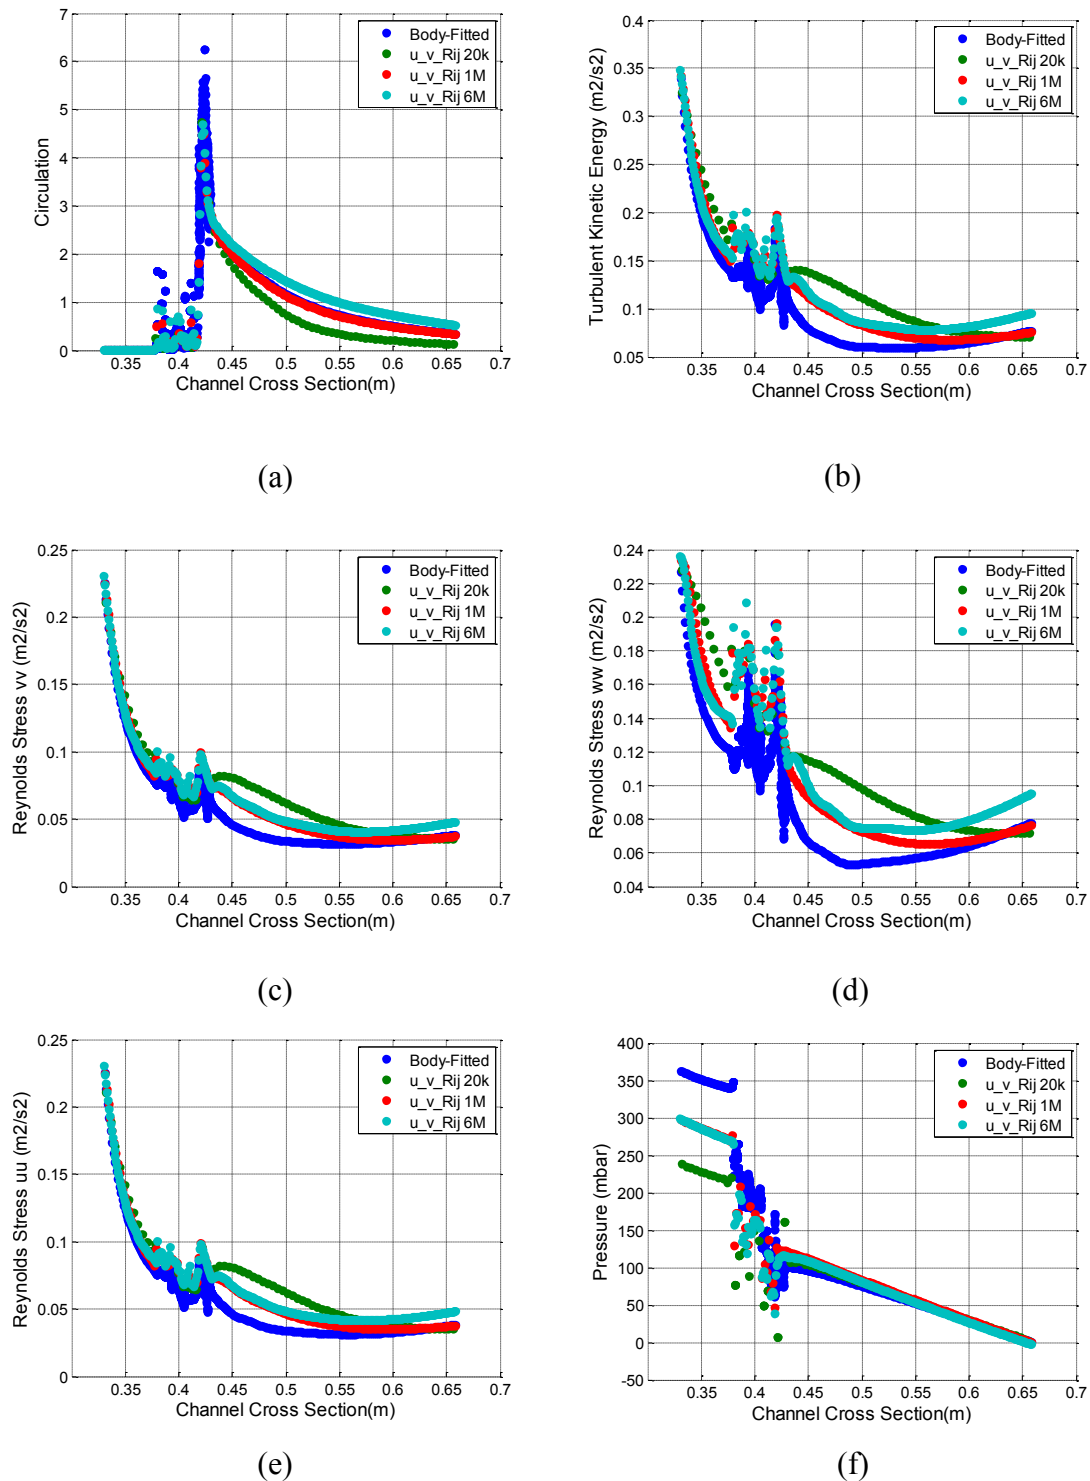 7
6
5
4
3
2
1
0
Circulation
0.35 0.4 0.45 0.5 0.55 0.6 0.65 0.7
Channel Cross Section(m)
Body-Fitted
u_v_Rij 20k
u_v_Rij 1M
u_v_Rij 6M
(a)
0.4
0.35
0.3
0.25
0.2
0.15
0.1
0.05
Turbulent Kinetic Energy (m2/s2)
0.35 0.4 0.45 0.5 0.55 0.6 0.65 0.7
Channel Cross Section(m)
Body-Fitted
u_v_Rij 20k
u_v_Rij 1M
u_v_Rij 6M
(b)
0.25
0.2
0.15
0.1
0.05
0
Reynolds Stress vv (m2/s2)
0.35 0.4 0.45 0.5 0.55 0.6 0.65 0.7
Channel Cross Section(m)
Body-Fitted
u_v_Rij 20k
u_v_Rij 1M
u_v_Rij 6M
(c)
0.24
0.22
0.2
0.18
0.16
0.14
0.12
0.1
0.08
0.06
0.04
Reynolds Stress ww (m2/s2)
0.35 0.4 0.45 0.5 0.55 0.6 0.65 0.7
Channel Cross Section(m)
Body-Fitted
u_v_Rij 20k
u_v_Rij 1M
u_v_Rij 6M
(d)
0.25
0.2
0.15
0.1
0.05
0
Reynolds Stress uu (m2/s2)
0.35 0.4 0.45 0.5 0.55 0.6 0.65 0.7
Channel Cross Section(m)
Body-Fitted
u_v_Rij 20k
u_v_Rij 1M
u_v_Rij 6M
(e)
400
350
300
250
200
150
100
50
0
-50
Pressure (mbar)
0.35 0.4 0.45 0.5 0.55 0.6 0.65 0.7
Channel Cross Section(m)
Body-Fitted
u_v_Rij 20k
u_v_Rij 1M
u_v_Rij 6M
(f)